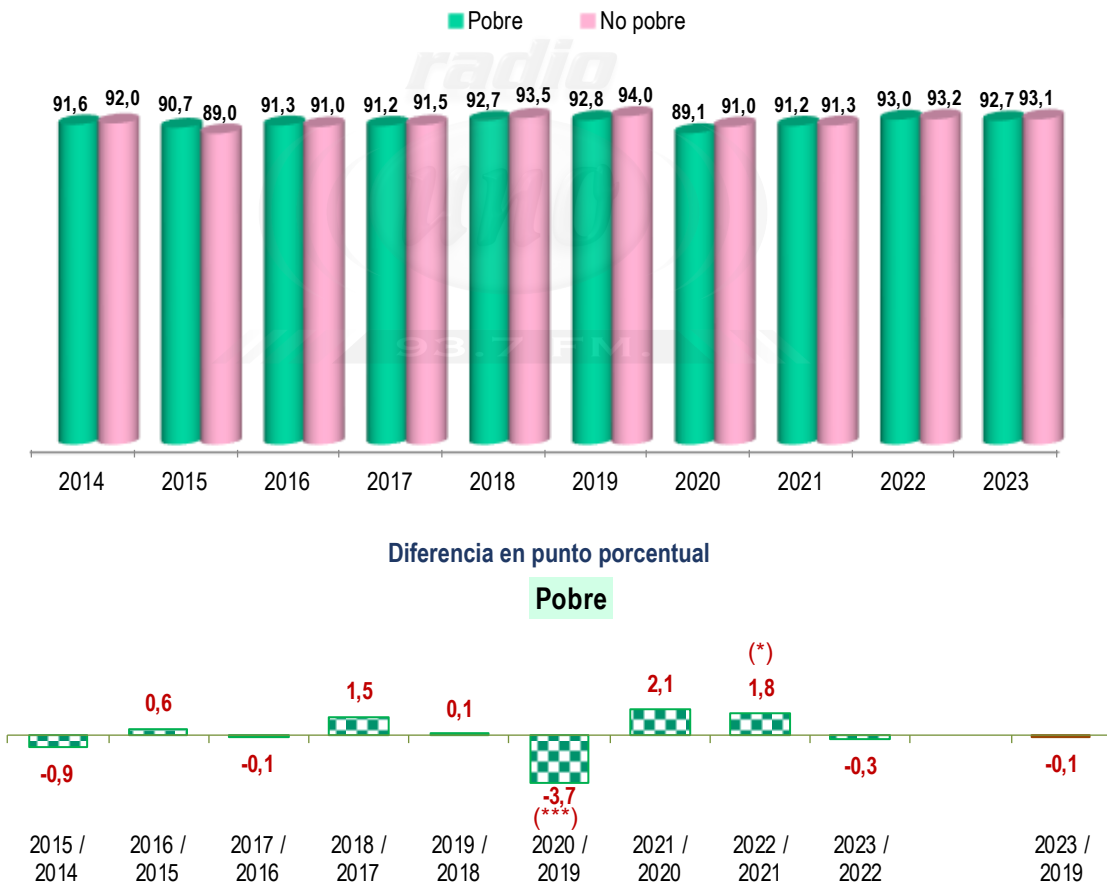 Pobre No pobre
radio
uno
93.7 FM.
91,6 92,0 90,7 89,0 91,3 91,0 91,2 91,5 92,7 93,5 92,8 94,0 89,1 91,0 91,2 91,3 93,0 93,2 92,7 93,1
2014 2015 2016 2017 2018 2019 2020 2021 2022 2023
Diferencia en punto porcentual
Pobre
(*)
-0,9 0,6 -0,1 1,5 0,1 -3,7 2,1 1,8 -0,3 -0,1
(***)
2015 / 2016 / 2017 / 2018 / 2019 / 2020 / 2021 / 2022 / 2023 / 2023 /
2014 2015 2016 2017 2018 2019 2020 2021 2022 2019